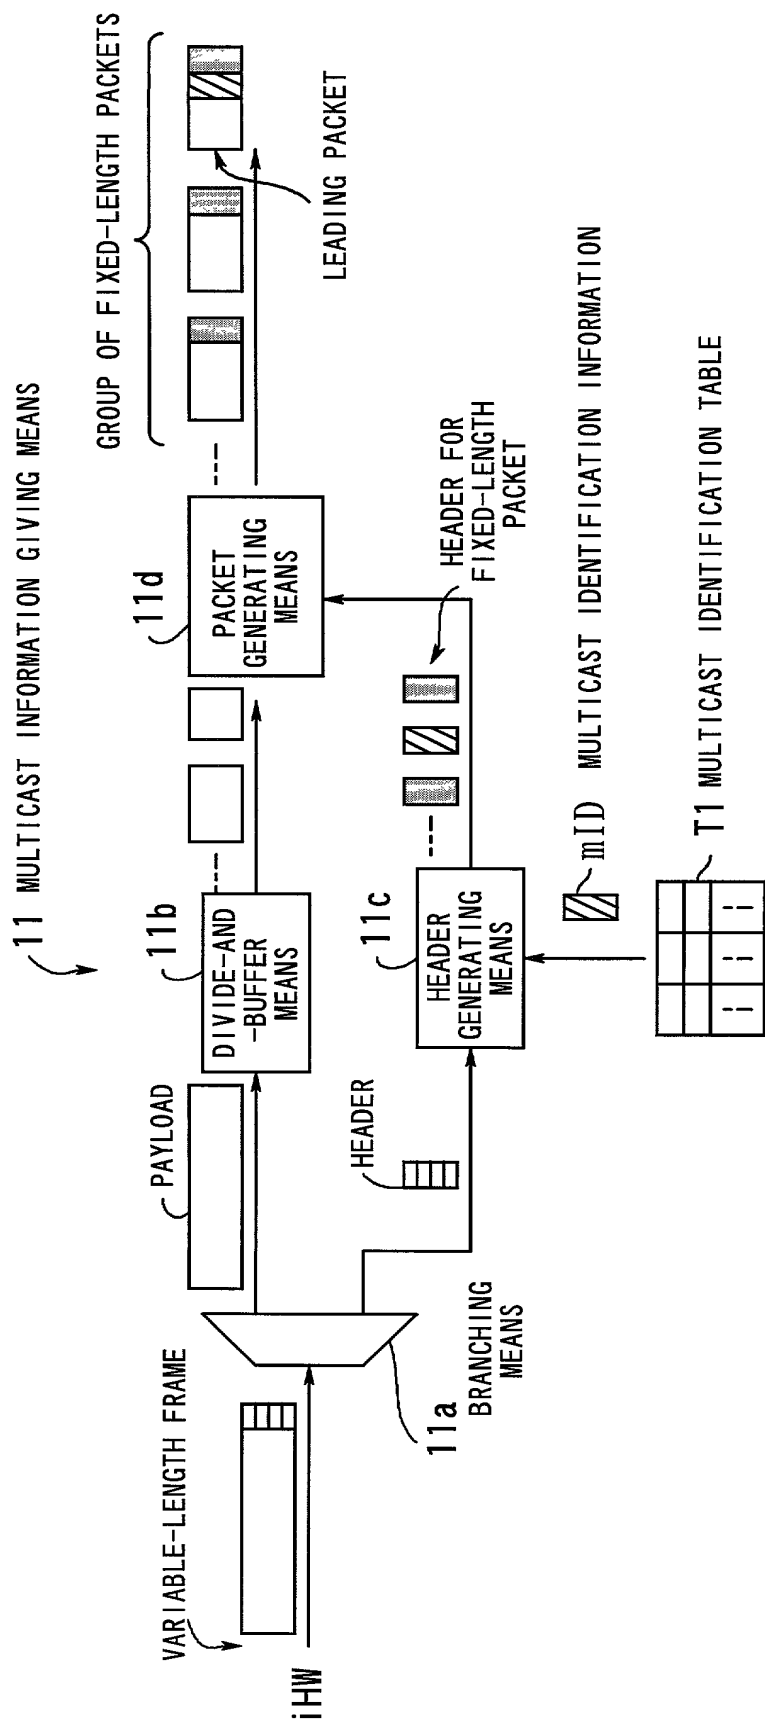 11 MULTICAST INFORMATION GIVING MEANS
GROUP OF FIXED-LENGTH PACKETS
LEADING PACKET
VARIABLE-LENGTH FRAME
iHW
11a
BRANCHING
MEANS
PAYLOAD
HEADER
11b
DIVIDE-AND
-BUFFER
MEANS
11c
HEADER
GENERATING
MEANS
11d
PACKET
GENERATING
MEANS
HEADER FOR
FIXED-LENGTH
PACKET
mID MULTICAST IDENTIFICATION INFORMATION
T1 MULTICAST IDENTIFICATION TABLE